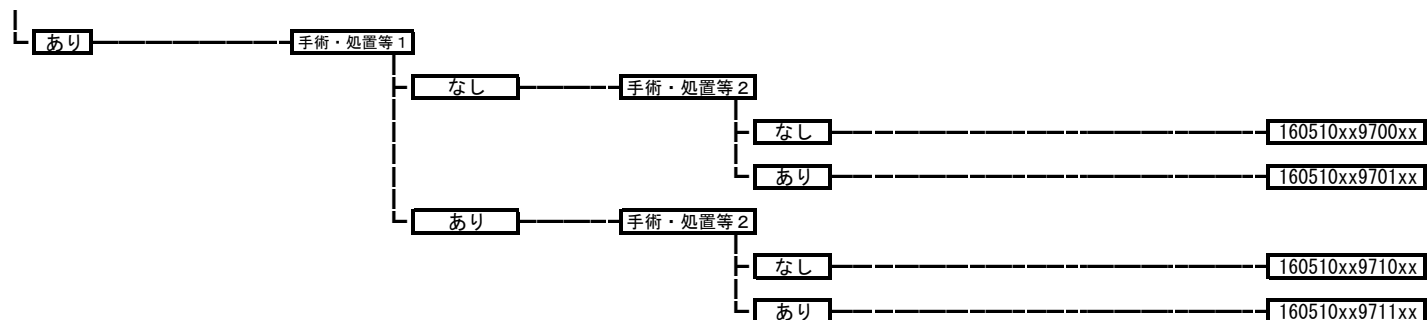 あり 手術・処置等1
なし 手術・処置等2
なし 160510xx9700xx
あり 160510xx9701xx
あり 手術・処置等2
なし 160510xx9710xx
あり 160510xx9711xx